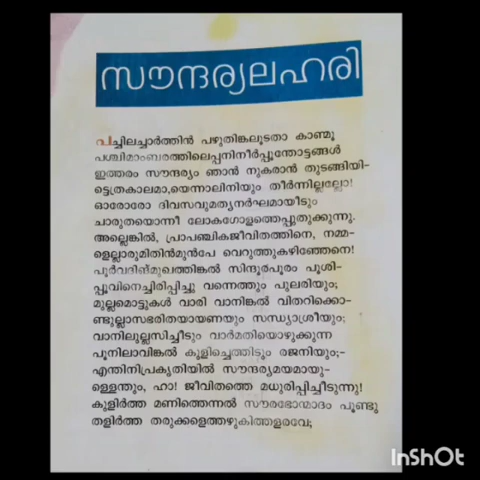 സൗന്ദര്യലഹരി
പച്ചിലച്ചാർത്തിൻ പഴുതിങ്കലൂടതാ കാണ്മൂ
പശ്ചിമാംബരത്തിലെപ്പനിനീർപ്പൂന്തോട്ടങ്ങൾ
ഇത്തരം സൗന്ദര്യം ഞാൻ നുകരാൻ തുടങ്ങിയി-
ട്ടെത്രകാലമാ,യെന്നാലിനിയും തീർന്നില്ലല്ലോ!
ഓരോരോ ദിവസവുമത്യനർഘമായീടും
ചാരുതയൊന്നീ ലോകഗോളത്തെപ്പുതുക്കുന്നൂ.
അല്ലെങ്കിൽ, പ്രാപഞ്ചികജീവിതത്തിനെ, നമ്മ-
ളെല്ലാരുമിതിൻമുൻപേ വെറുത്തുകഴിഞ്ഞേനെ!
പൂർവദിങ്മുഖത്തിങ്കൽ സിന്ദൂരപൂരം പൂശി-
പ്പൂവിനെച്ചിരിപ്പിച്ചു വന്നെത്തും പുലരിയും;
മുല്ലമൊട്ടുകൾ വാരി വാനിങ്കൽ വിതറിക്കൊ-
ണ്ടുല്ലാസഭരിതയായണയും സന്ധ്യാശ്രീയും;
വാനിലുല്ലസിച്ചീടും വാർമതിയൊഴുക്കുന്ന
പൂനിലാവിങ്കൽ കുളിച്ചെത്തിടും രജനിയും;-
എന്തിനിപ്രകൃതിയിൽ സൗന്ദര്യമയമായു-
ള്ളെന്തും, ഹാ! ജീവിതത്തെ മധുരിപ്പിച്ചീടുന്നു!
കുളിർത്ത മണിത്തെന്നൽ സൗരഭോന്മാദം പൂണ്ടു
തളിർത്ത തരുക്കളെത്തഴുകിത്തളരവേ;
InShOt